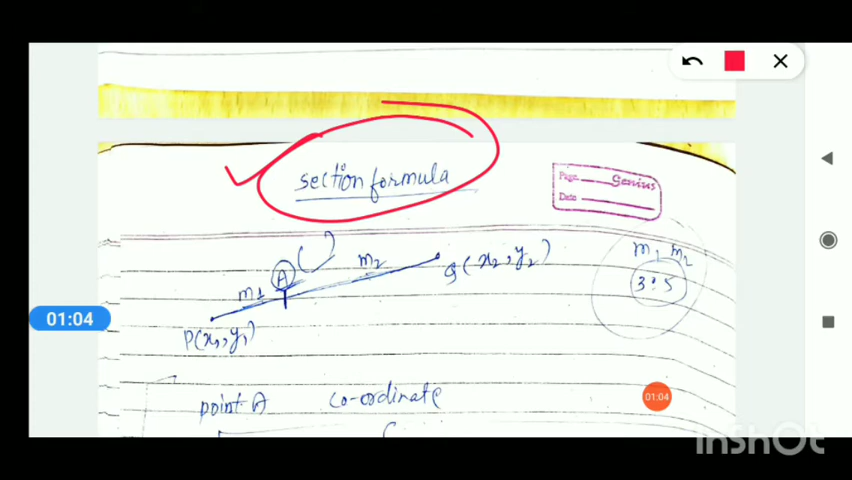 section formula
Page Genius
Date
m1 m2
3:5
A ( )
m1 m2
Q(x2, y2)
P(x1, y1)
01:04
point A co-ordinate
01:04
InShOt